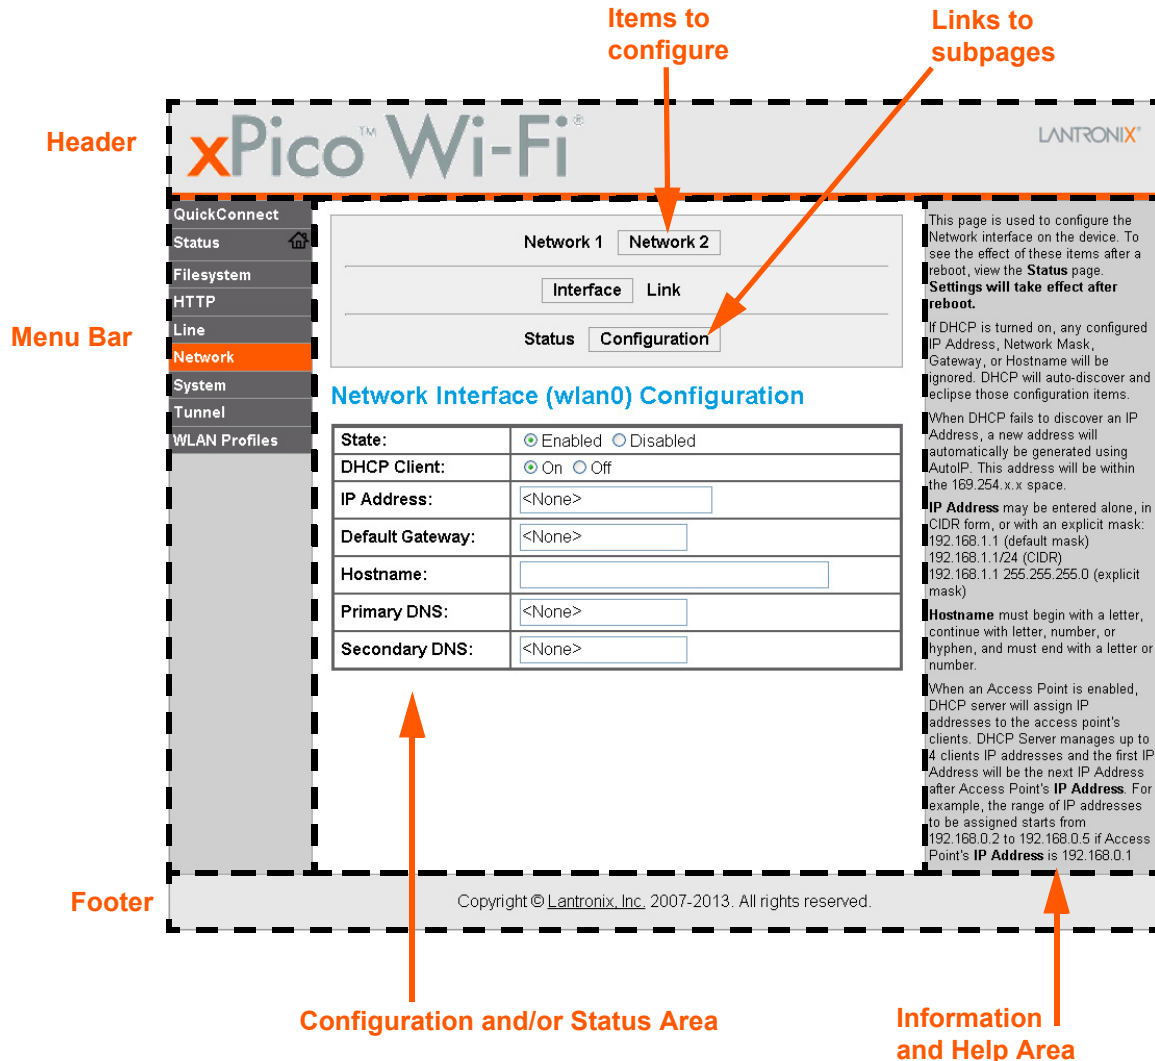 Items to
configure
Links to
subpages
Header
xPico™ Wi-Fi®
LANTRONIX®
Menu Bar
QuickConnect
Status
Filesystem
HTTP
Line
Network
System
Tunnel
WLAN Profiles
Network 1 Network 2
Interface Link
Status Configuration
Network Interface (wlan0) Configuration
State: Enabled Disabled
DHCP Client: On Off
IP Address: <None>
Default Gateway: <None>
Hostname:
Primary DNS: <None>
Secondary DNS: <None>
This page is used to configure the
Network interface on the device. To
see the effect of these items after a
reboot, view the Status page.
Settings will take effect after
reboot.
If DHCP is turned on, any configured
IP Address, Network Mask,
Gateway, or Hostname will be
ignored. DHCP will auto-discover and
eclipse those configuration items.
When DHCP fails to discover an IP
Address, a new address will
automatically be generated using
AutoIP. This address will be within
the 169.254.x.x space.
IP Address may be entered alone, in
CIDR form, or with an explicit mask:
192.168.1.1 (default mask)
192.168.1.1/24 (CIDR)
192.168.1.1 255.255.255.0 (explicit
mask)
Hostname must begin with a letter,
continue with letter, number, or
hyphen, and must end with a letter or
number.
When an Access Point is enabled,
DHCP server will assign IP
addresses to the access point's
clients. DHCP Server manages up to
4 clients IP addresses and the first IP
Address will be the next IP Address
after Access Point's IP Address. For
example, the range of IP addresses
to be assigned starts from
192.168.0.2 to 192.168.0.5 if Access
Point's IP Address is 192.168.0.1
Footer
Copyright © Lantronix, Inc. 2007-2013. All rights reserved.
Configuration and/or Status Area
Information
and Help Area